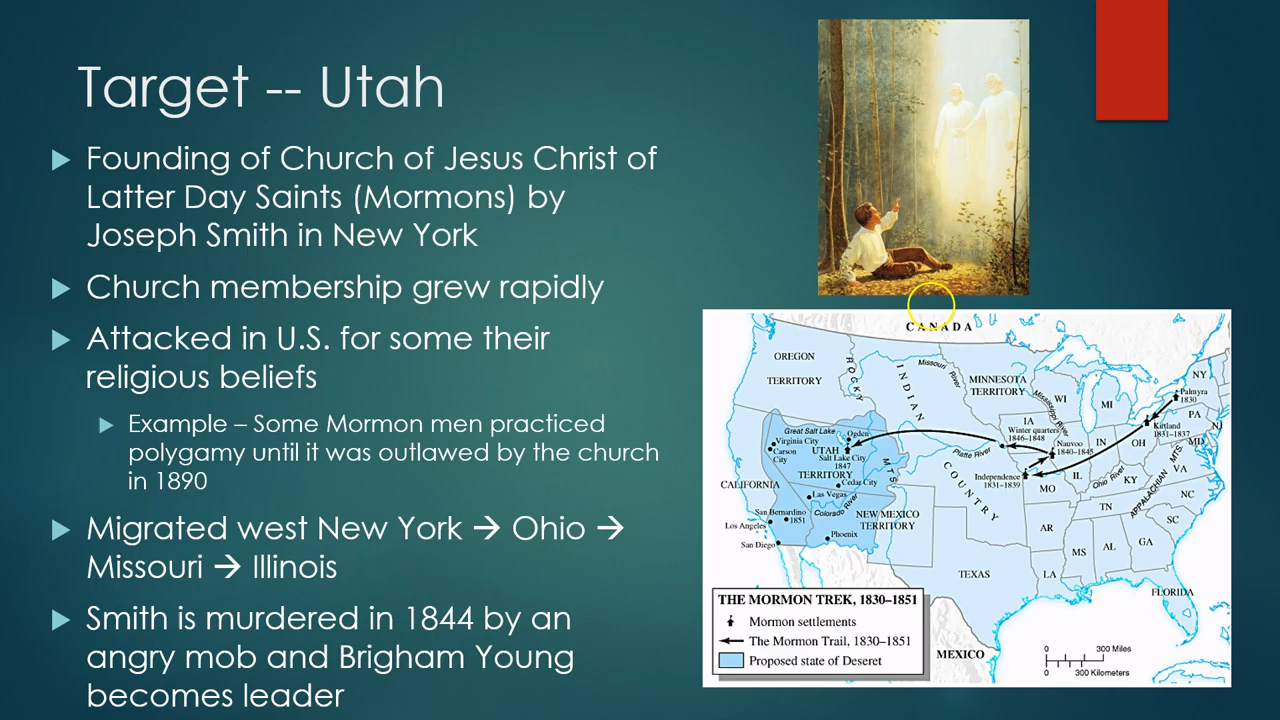 Target -- Utah
Founding of Church of Jesus Christ of
Latter Day Saints (Mormons) by
Joseph Smith in New York
Church membership grew rapidly
Attacked in U.S. for some their
religious beliefs
Example – Some Mormon men practiced
polygamy until it was outlawed by the church
in 1890
Migrated west New York → Ohio →
Missouri → Illinois
Smith is murdered in 1844 by an
angry mob and Brigham Young
becomes leader
CANADA
OREGON
TERRITORY
ROCKY
MTS.
INDIAN
COUNTRY
Missouri River
MINNESOTA
TERRITORY
Mississippi River
WI
MI
NY
Palmyra
1830
PA
NJ
Kirtland
1831–1837
MD
IA
Winter quarters
1846–1848
Nauvoo
1840–1845
IN
OH
Great Salt Lake
Ogden
Virginia City
Carson
City
UTAH
Salt Lake City
1847
TERRITORY
Platte River
Independence
1831–1839
MO
IL
Ohio River
KY
VA
APPALACHIAN MTS.
CALIFORNIA
Cedar City
Las Vegas
Colorado River
San Bernardino
1851
NEW MEXICO
TERRITORY
TN
NC
Los Angeles
San Diego
Phoenix
AR
SC
MS
AL
GA
TEXAS
LA
FLORIDA
MEXICO
THE MORMON TREK, 1830–1851
Mormon settlements
The Mormon Trail, 1830–1851
Proposed state of Deseret
0 300 Miles
0 300 Kilometers